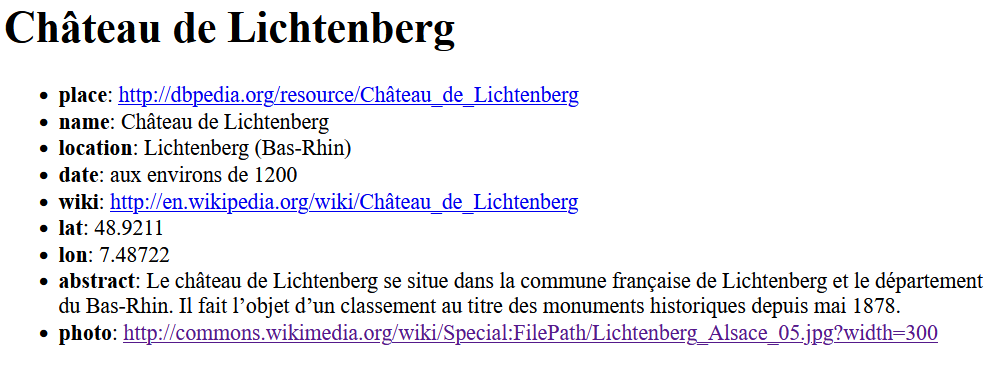 Château de Lichtenberg
• place: http://dbpedia.org/resource/Château_de_Lichtenberg
• name: Château de Lichtenberg
• location: Lichtenberg (Bas-Rhin)
• date: aux environs de 1200
• wiki: http://en.wikipedia.org/wiki/Château_de_Lichtenberg
• lat: 48.9211
• lon: 7.48722
• abstract: Le château de Lichtenberg se situe dans la commune française de Lichtenberg et le département
du Bas-Rhin. Il fait l’objet d’un classement au titre des monuments historiques depuis mai 1878.
• photo: http://commons.wikimedia.org/wiki/Special:FilePath/Lichtenberg_Alsace_05.jpg?width=300